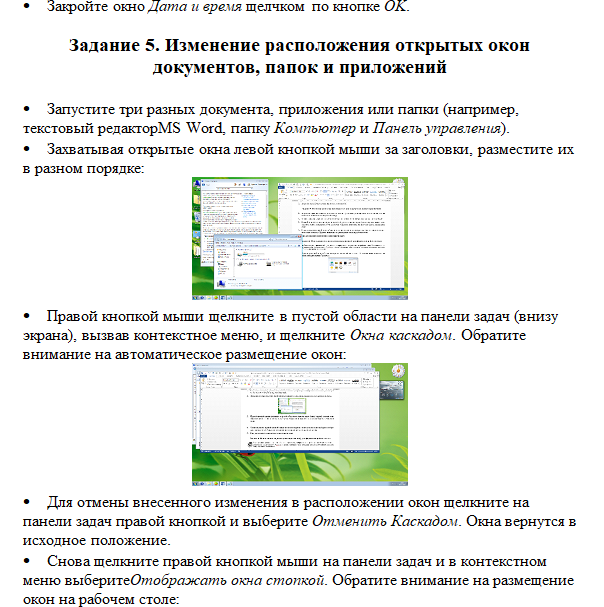 • Закройте окно Дата и время щелчком по кнопке OK.
Задание 5. Изменение расположения открытых окон
документов, папок и приложений
• Запустите три разных документа, приложения или папки (например,
текстовый редакторMS Word, папку Компьютер и Панель управления).
• Захватывая открытые окна левой кнопкой мыши за заголовки, разместите их
в разном порядке:
• Правой кнопкой мыши щелкните в пустой области на панели задач (внизу
экрана), вызвав контекстное меню, и щелкните Окна каскадом. Обратите
внимание на автоматическое размещение окон:
• Для отмены внесенного изменения в расположении окон щелкните на
панели задач правой кнопкой и выберите Отменить Каскадом. Окна вернутся в
исходное положение.
• Снова щелкните правой кнопкой мыши на панели задач и в контекстном
меню выберитеОтображать окна стопкой. Обратите внимание на размещение
окон на рабочем столе: